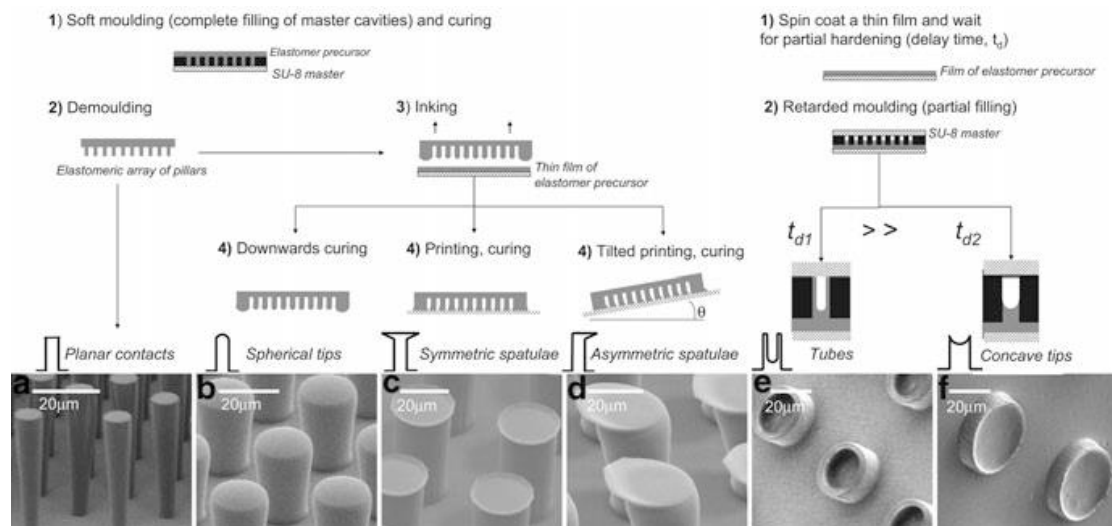 1) Soft moulding (complete filling of master cavities) and curing
Elastomer precursor
SU-8 master
2) Demoulding
Elastomeric array of pillars
3) Inking
Thin film of
elastomer precursor
4) Downwards curing
4) Printing, curing
4) Tilted printing, curing
θ
1) Spin coat a thin film and wait
for partial hardening (delay time, td)
Film of elastomer precursor
2) Retarded moulding (partial filling)
SU-8 master
td1 >> td2
Planar contacts
Spherical tips
Symmetric spatulae
Asymmetric spatulae
Tubes
Concave tips
a
20μm
b
20μm
c
20μm
d
20μm
e
20μm
f
20μm